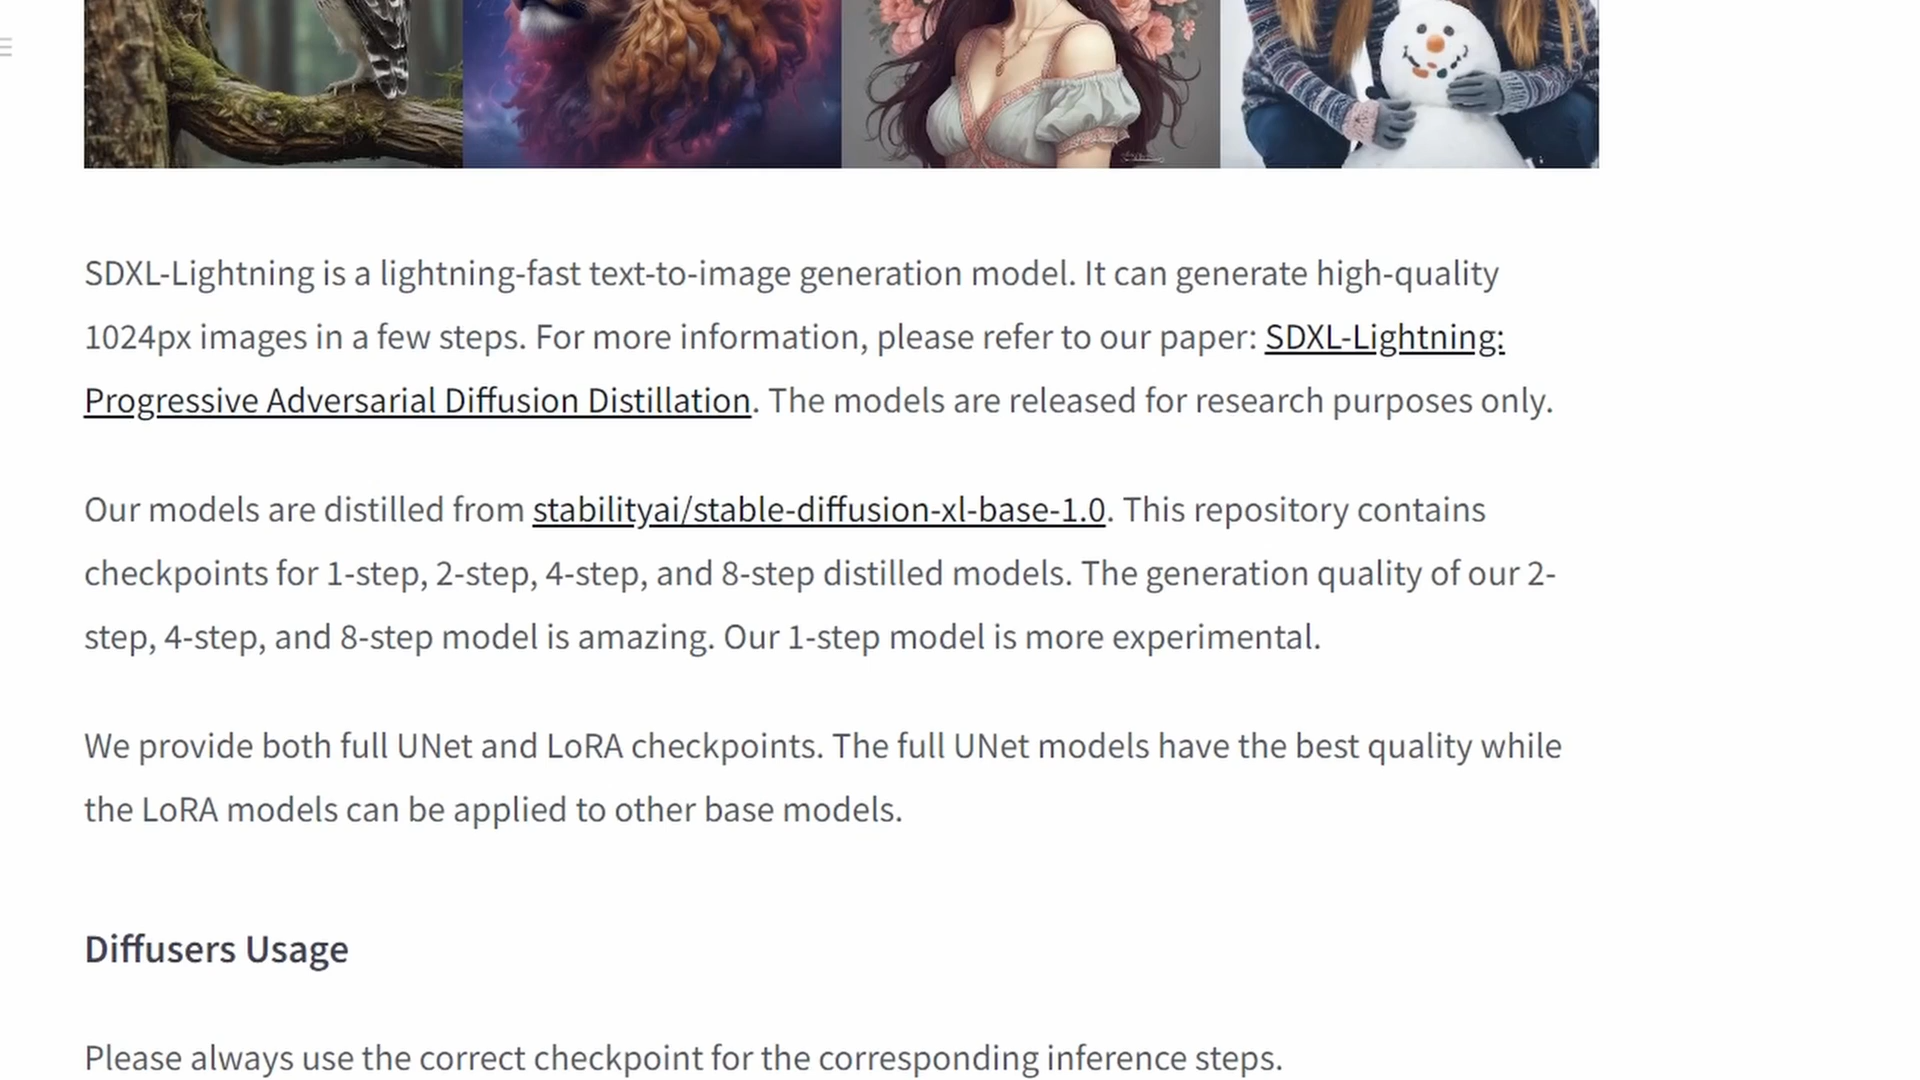 SDXL-Lightning is a lightning-fast text-to-image generation model. It can generate high-quality
1024px images in a few steps. For more information, please refer to our paper: SDXL-Lightning:
Progressive Adversarial Diffusion Distillation. The models are released for research purposes only.
Our models are distilled from stabilityai/stable-diffusion-xl-base-1.0. This repository contains
checkpoints for 1-step, 2-step, 4-step, and 8-step distilled models. The generation quality of our 2-
step, 4-step, and 8-step model is amazing. Our 1-step model is more experimental.
We provide both full UNet and LoRA checkpoints. The full UNet models have the best quality while
the LoRA models can be applied to other base models.
Diffusers Usage
Please always use the correct checkpoint for the corresponding inference steps.